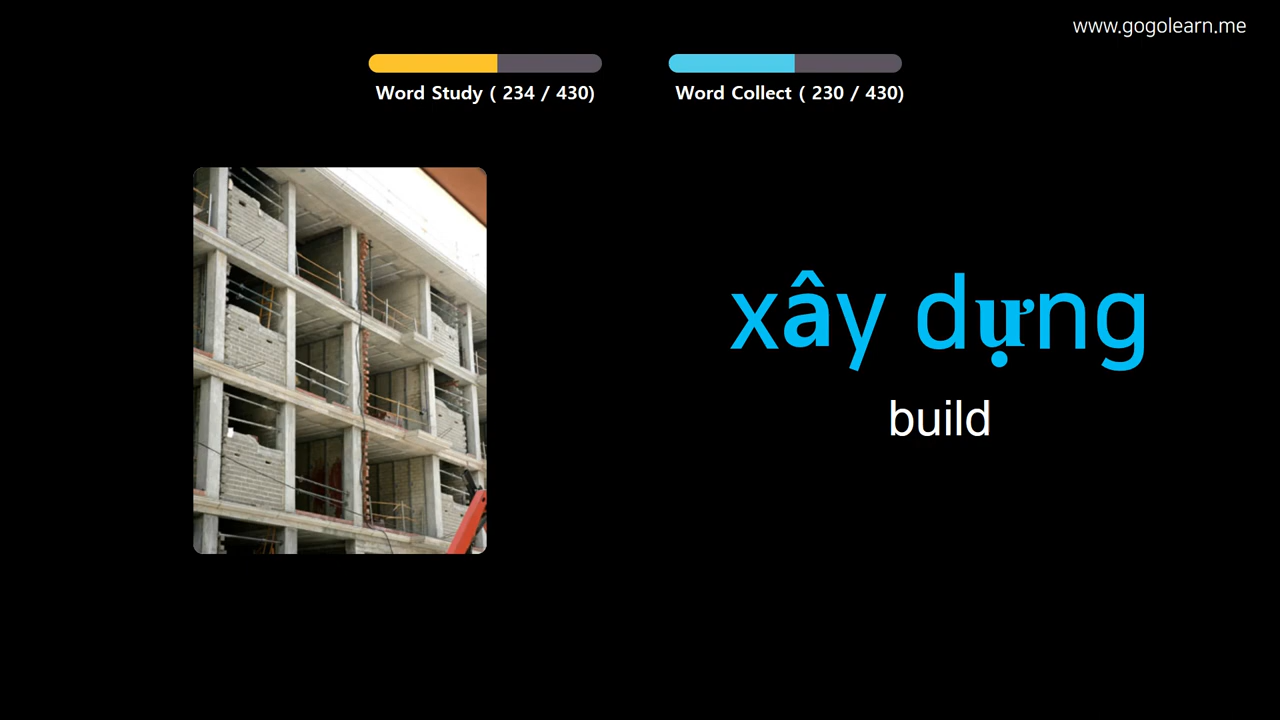 www.gogolearn.me
Word Study ( 234 / 430)
Word Collect ( 230 / 430)
xây dựng
build